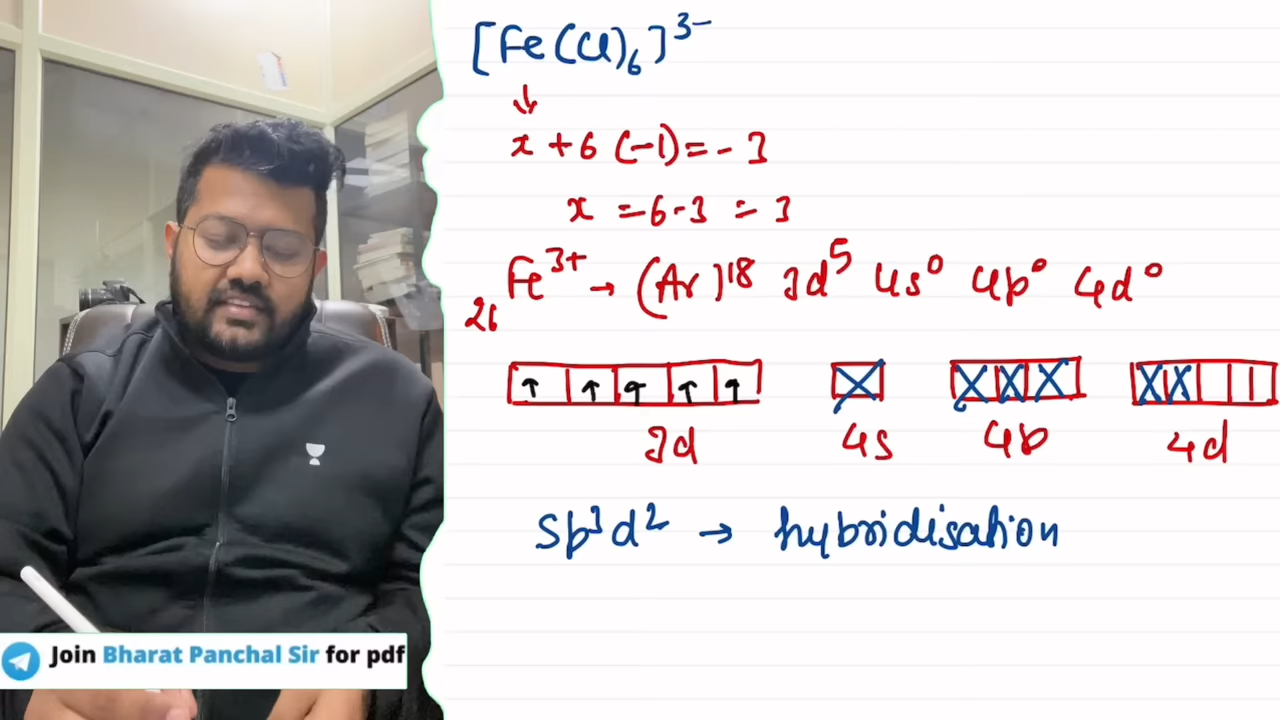 [Fe(Cl)₆]³⁻
↓
x + 6 (-1) = - 3
x = 6 - 3 = 3
₂₆Fe³⁺ → (Ar)¹⁸ 3d⁵ 4s⁰ 4p⁰ 4d⁰
↑ ↑ ↑ ↑ ↑ X X X X X X
3d 4s 4p 4d
sp³d² → hybridisation
Join Bharat Panchal Sir for pdf